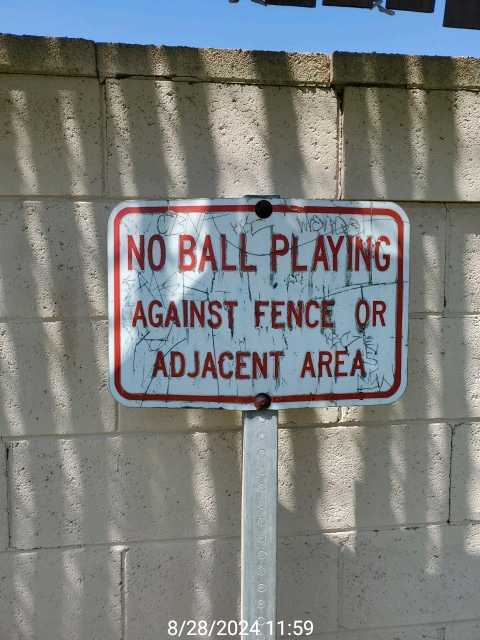 NO BALL PLAYING
AGAINST FENCE OR
ADJACENT AREA
8/28/2024 11:59